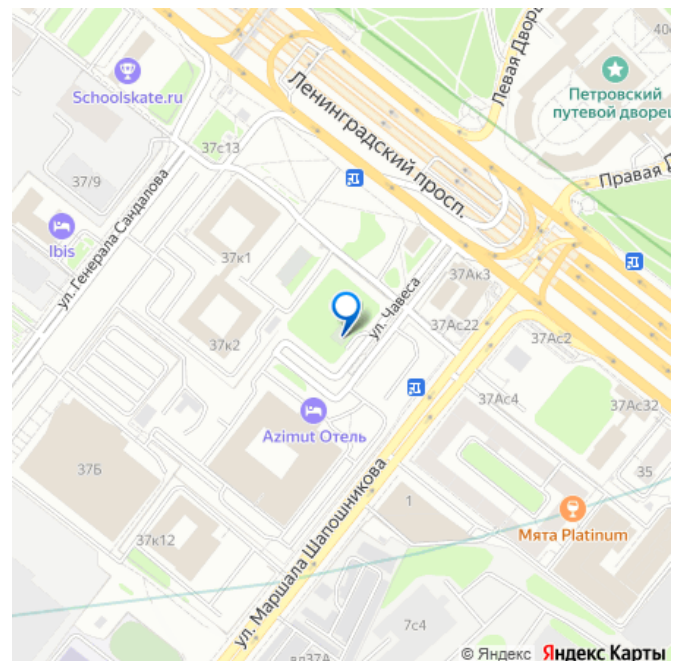 40
Левая Двор
Schoolskate.ru
Петровский
путевой дворец
Ленинградский просп.
37с13
37/9
Правая Д
ул. Генерала Сандалова
Ibis
37к1
37Ак3
ул. Чавеса
37Ас22
37Ас2
37к2
37Ас4
37Ас32
Azimut Отель
37Б
35
1
Мята Platinum
37к12
ул. Маршала Шапошникова
7с4
вл37А
© Яндекс Яндекс Карты